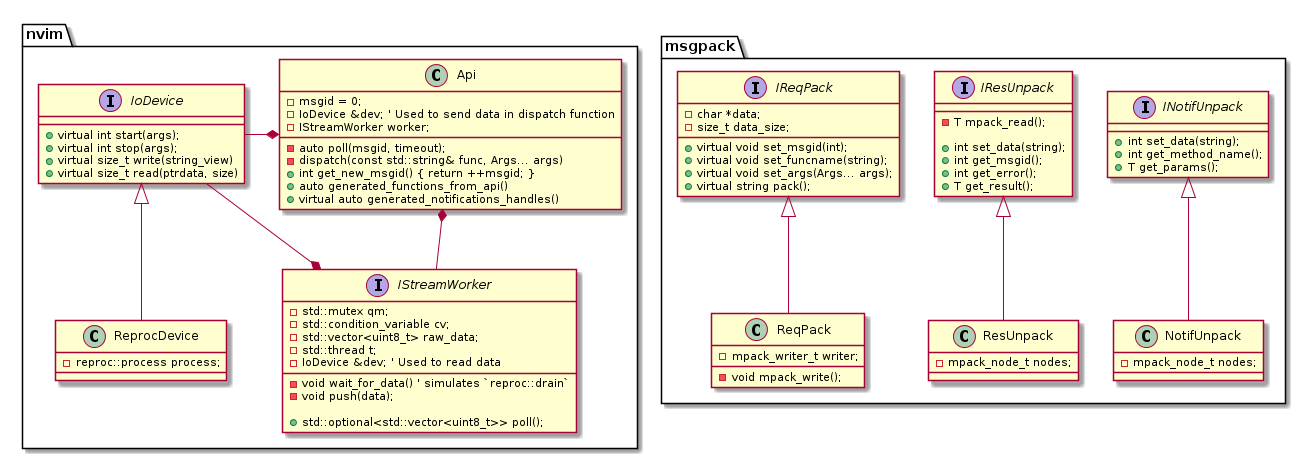 nvim
I IoDevice
virtual int start(args);
virtual int stop(args);
virtual size_t write(string_view)
virtual size_t read(ptrdata, size)
C Api
msgid = 0;
IoDevice &dev; ' Used to send data in dispatch function
IStreamWorker worker;
auto poll(msgid, timeout);
dispatch(const std::string& func, Args... args)
int get_new_msgid() { return ++msgid; }
auto generated_functions_from_api()
virtual auto generated_notifications_handles()
C ReprocDevice
reproc::process process;
I IStreamWorker
std::mutex qm;
std::condition_variable cv;
std::vector<uint8_t> raw_data;
std::thread t;
IoDevice &dev; ' Used to read data
void wait_for_data() ' simulates `reproc::drain`
void push(data);
std::optional<std::vector<uint8_t>> poll();
msgpack
I IReqPack
char *data;
size_t data_size;
virtual void set_msgid(int);
virtual void set_funcname(string);
virtual void set_args(Args... args);
virtual string pack();
I IResUnpack
T mpack_read();
int set_data(string);
int get_msgid();
int get_error();
T get_result();
I INotifUnpack
int set_data(string);
int get_method_name();
T get_params();
C ReqPack
mpack_writer_t writer;
void mpack_write();
C ResUnpack
mpack_node_t nodes;
C NotifUnpack
mpack_node_t nodes;